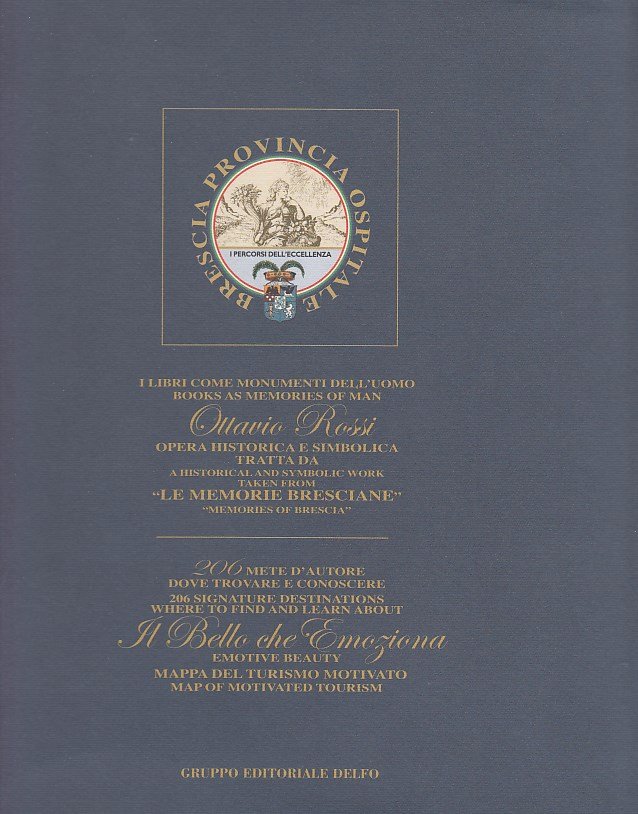 BRESCIA PROVINCIA OSPITALE
I PERCORSI DELL'ECCELLENZA
I LIBRI COME MONUMENTI DELL'UOMO
BOOKS AS MEMORIES OF MAN
Ottavio Rossi
OPERA HISTORICA E SIMBOLICA
TRATTA DA
A HISTORICAL AND SYMBOLIC WORK
TAKEN FROM
"LE MEMORIE BRESCIANE"
"MEMORIES OF BRESCIA"
206 METE D'AUTORE
DOVE TROVARE E CONOSCERE
206 SIGNATURE DESTINATIONS
WHERE TO FIND AND LEARN ABOUT
Il Bello che Emoziona
EMOTIVE BEAUTY
MAPPA DEL TURISMO MOTIVATO
MAP OF MOTIVATED TOURISM
GRUPPO EDITORIALE DELFO